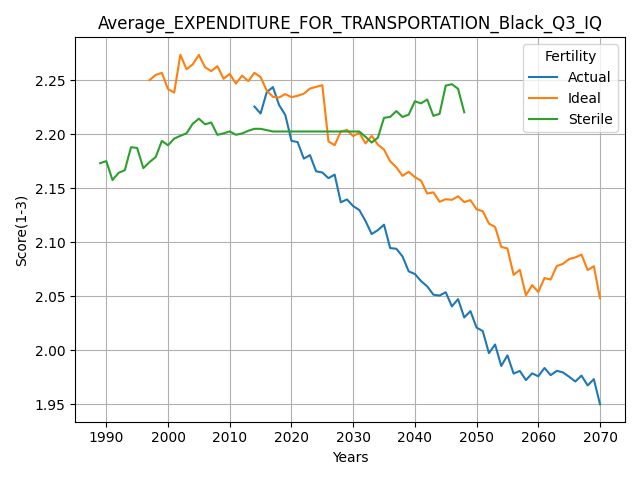 Average_EXPENDITURE_FOR_TRANSPORTATION_Black_Q3_IQ
Fertility
Actual
Ideal
Sterile
Score(1-3)
2.25
2.20
2.15
2.10
2.05
2.00
1.95
1990 2000 2010 2020 2030 2040 2050 2060 2070
Years